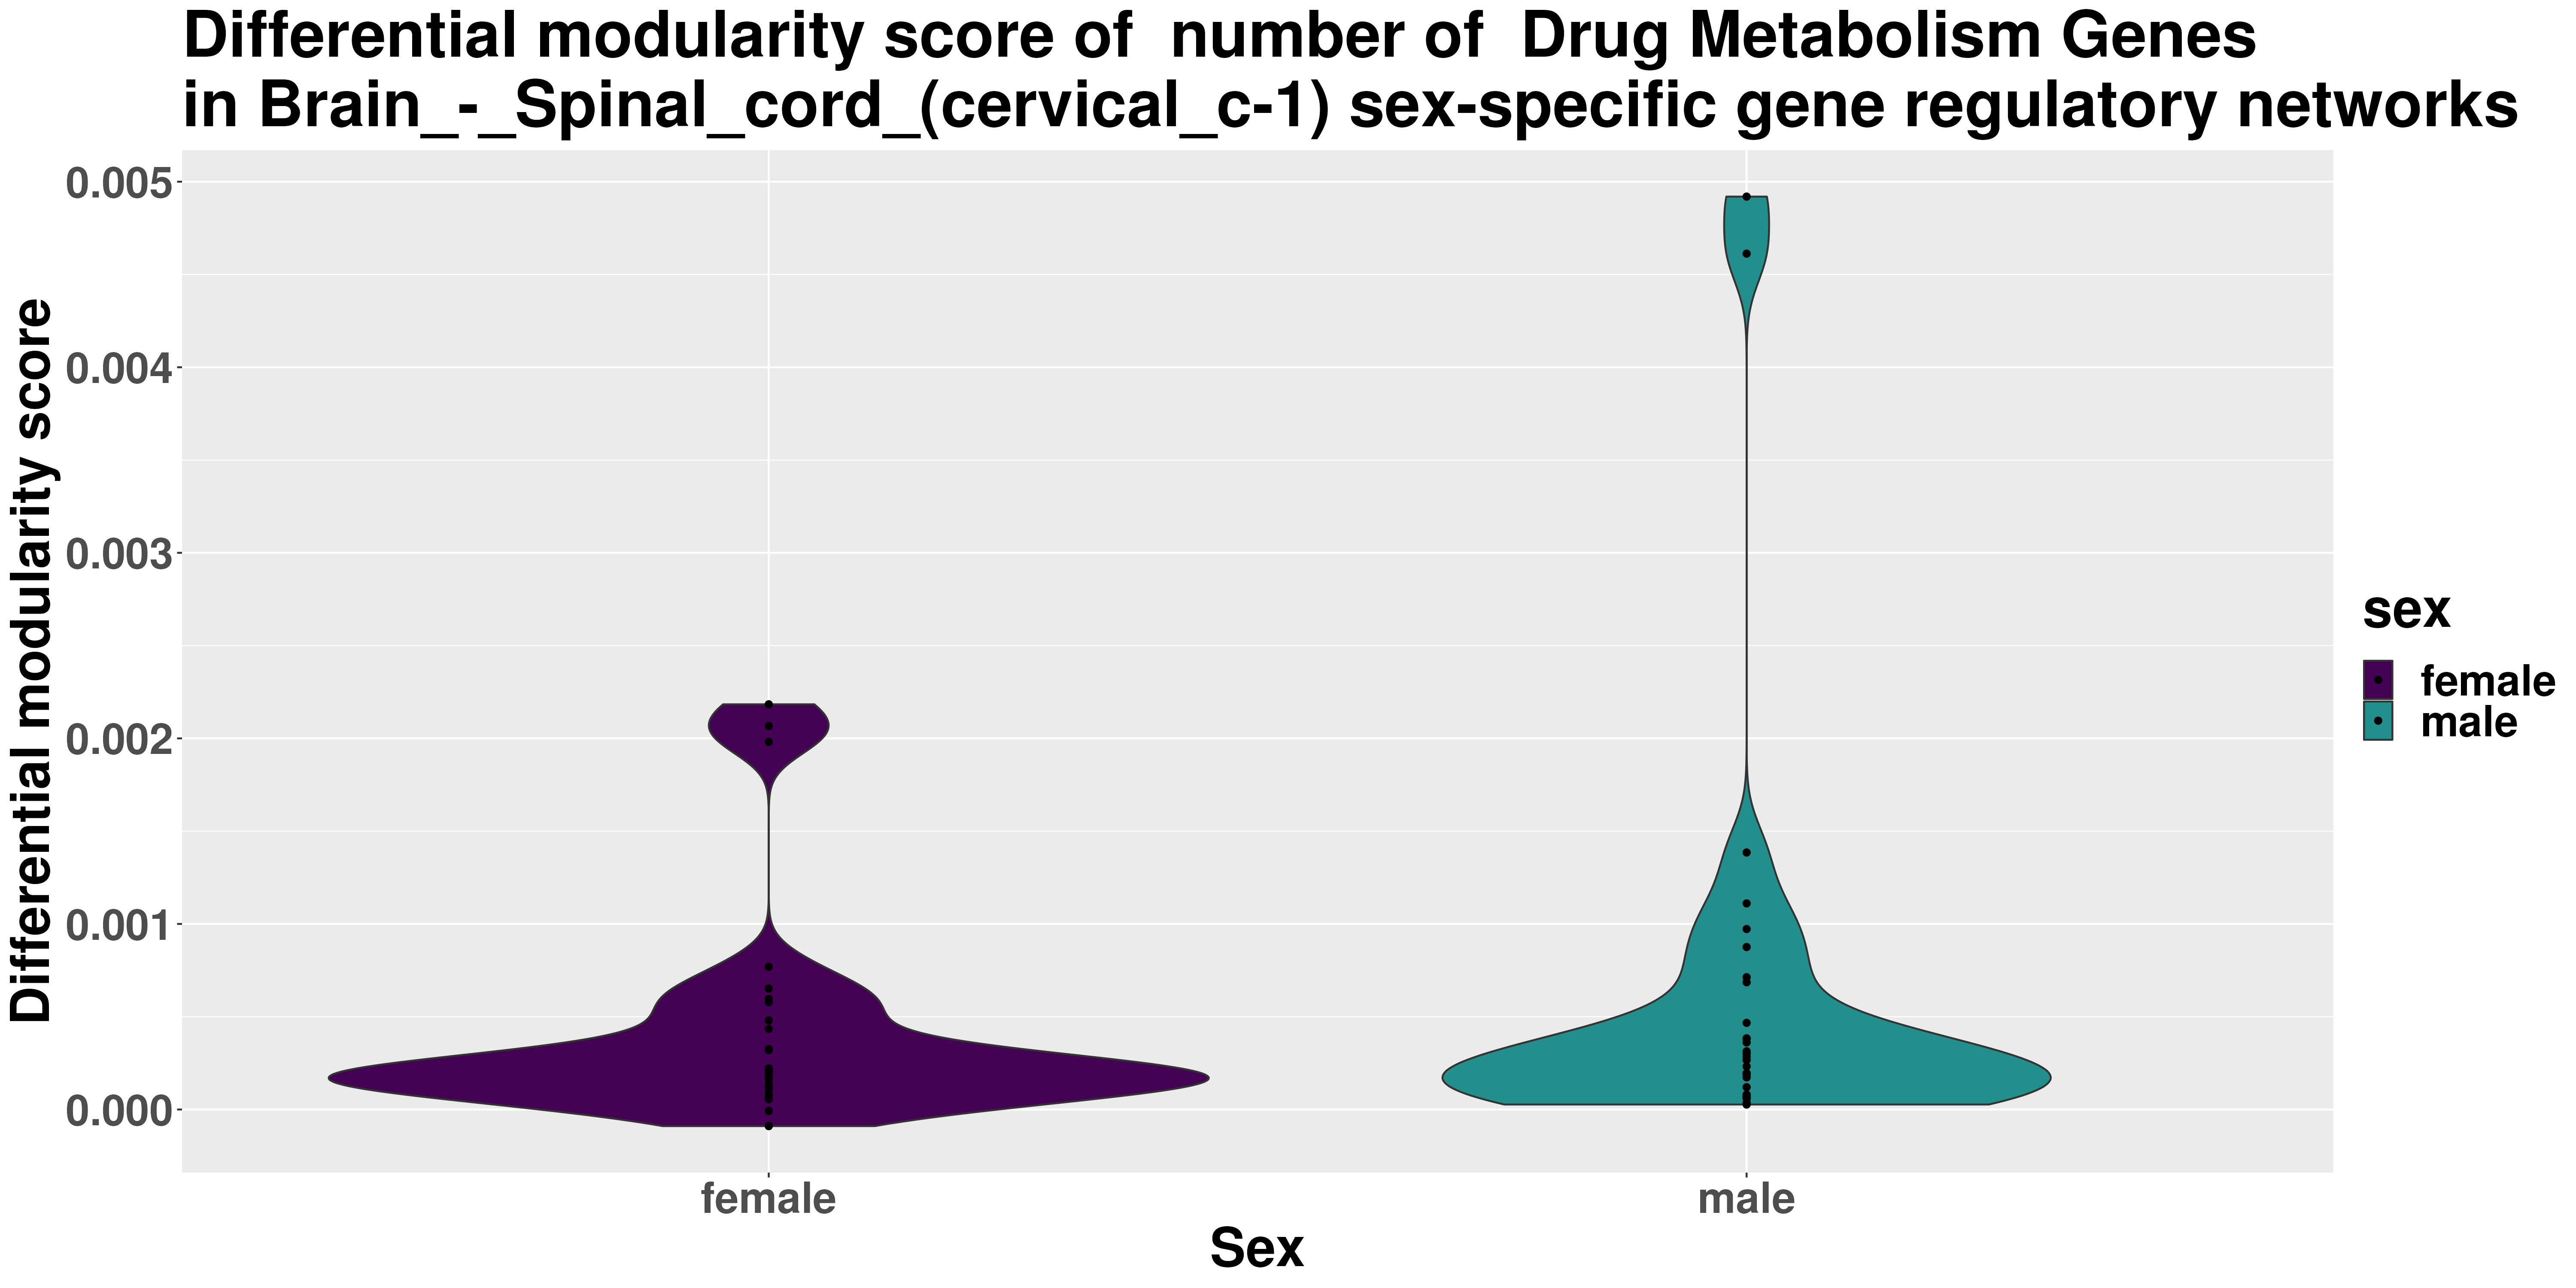 Differential modularity score of  number of  Drug Metabolism Genes
in Brain_-_Spinal_cord_(cervical_c-1) sex-specific gene regulatory networks
Differential modularity score
0.005
0.004
0.003
0.002
0.001
0.000
female
male
Sex
sex
female
male